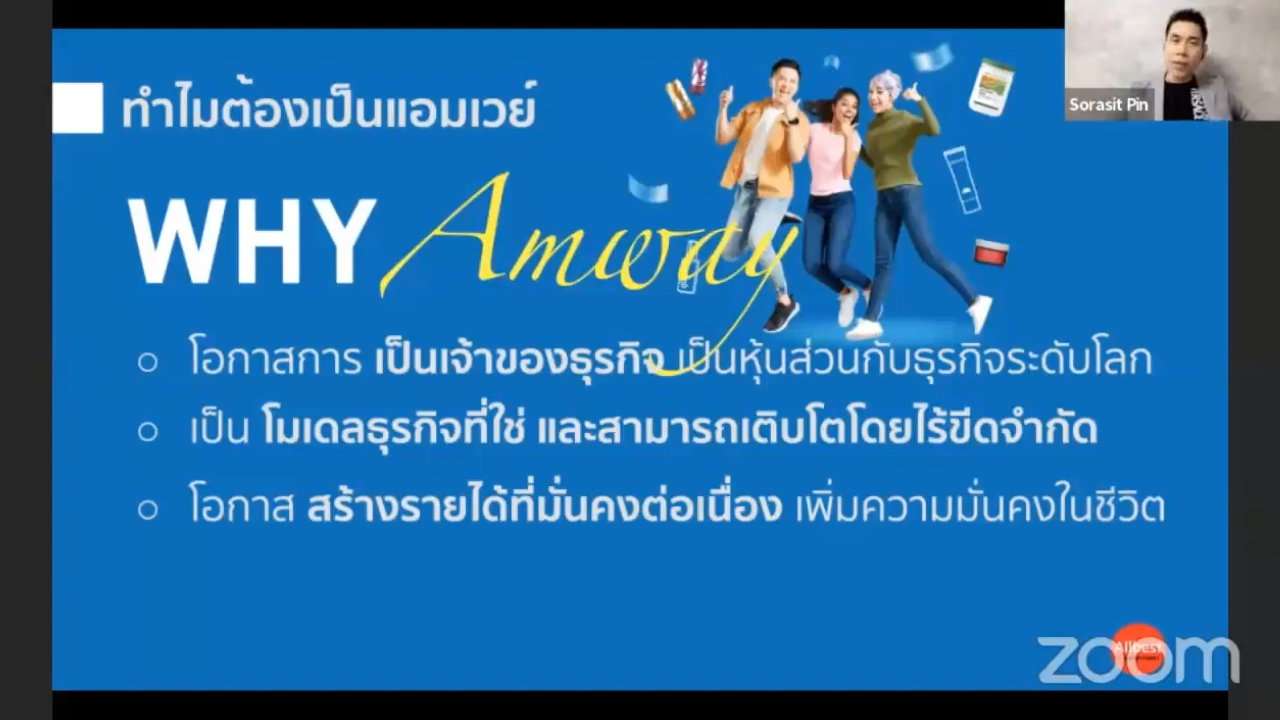 Sorasit Pin
ทำไมต้องเป็นแอมเวย์
WHY Amway
โอกาสการ เป็นเจ้าของธุรกิจ เป็นหุ้นส่วนกับธุรกิจระดับโลก
เป็น โมเดลธุรกิจที่ใช่ และสามารถเติบโตโดยไร้ขีดจำกัด
โอกาส สร้างรายได้ที่มั่นคงต่อเนื่อง เพิ่มความมั่นคงในชีวิต
Allbest
zoom